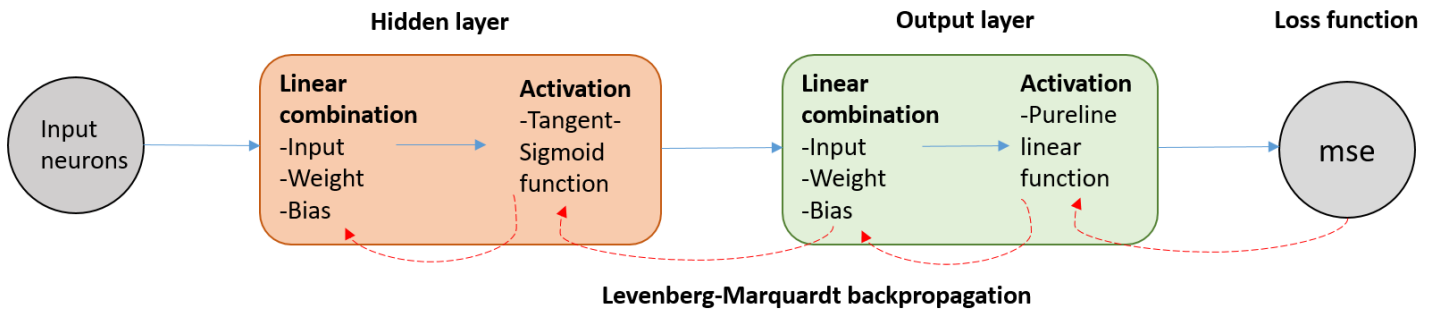 Hidden layer
Output layer
Loss function
Input
neurons
Linear
combination
-Input
-Weight
-Bias
Activation
-Tangent-
Sigmoid
function
Linear
combination
-Input
-Weight
-Bias
Activation
-Pureline
linear
function
mse
Levenberg-Marquardt backpropagation